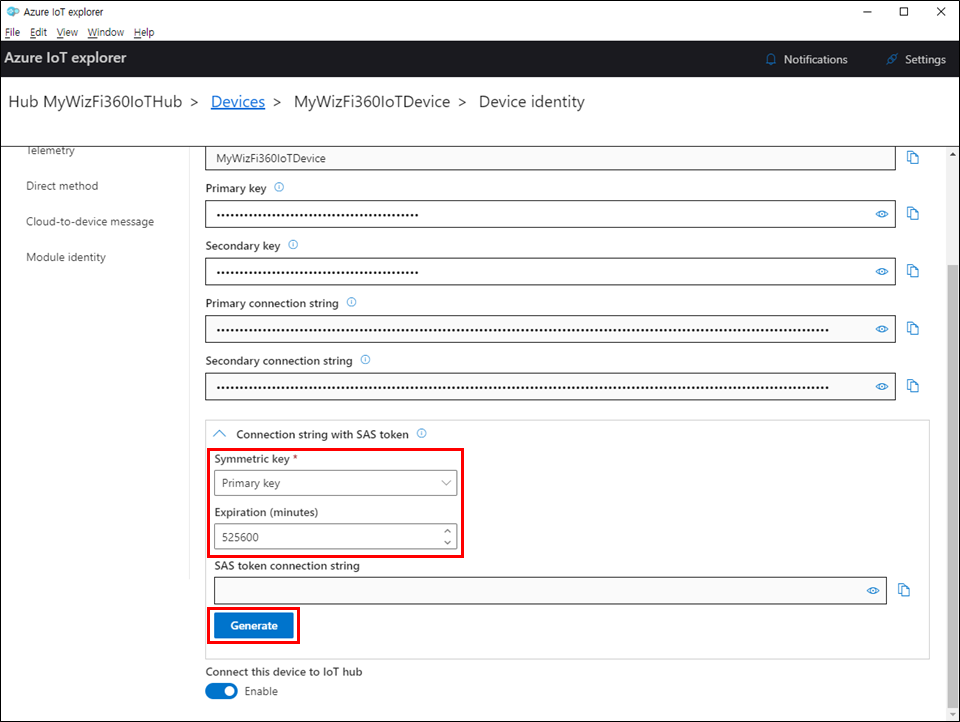 Azure IoT explorer
File Edit View Window Help
Azure IoT explorer
Notifications
Settings
Hub MyWizFi360IoTHub > Devices > MyWizFi360IoTDevice > Device identity
Telemetry
MyWizFi360IoTDevice
Direct method
Primary key
••••••••••••••••••••••••••••••••••••••••••••
Cloud-to-device message
Secondary key
••••••••••••••••••••••••••••••••••••••••••••
Module identity
Primary connection string
Secondary connection string
Connection string with SAS token
Symmetric key *
Primary key
Expiration (minutes)
525600
SAS token connection string
Generate
Connect this device to IoT hub
Enable